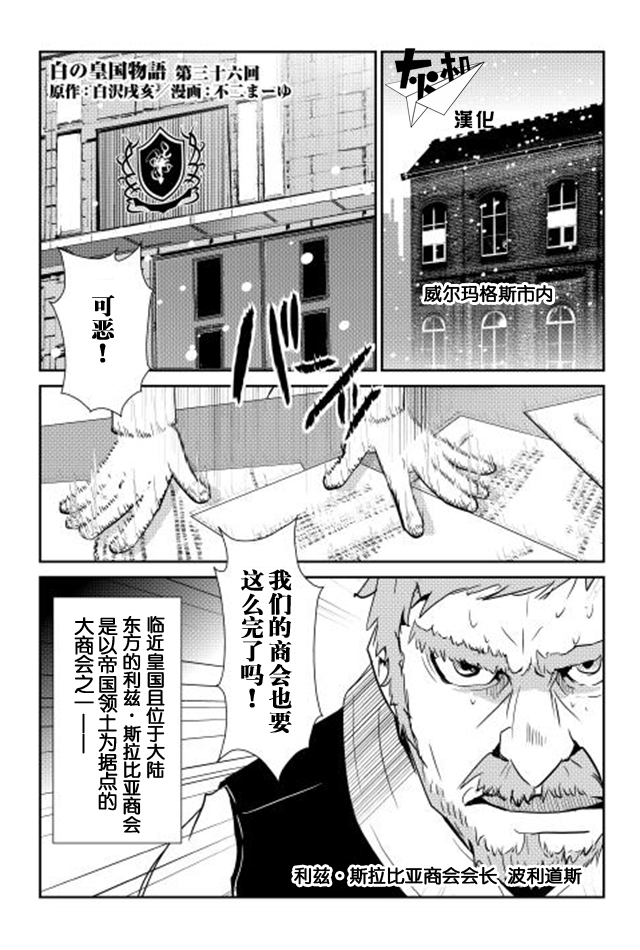 白の皇国物語 第三十六回
原作：白沢戌亥／漫画：不二まーゆ
灰机
漢化
威尔玛格斯市内
可
恶！
バンッ
我们的商会也要
这么完了吗！
临近皇国且位于大陆
东方的利兹·斯拉比亚商会
是以帝国领土为据点的
大商会之一——
利兹·斯拉比亚商会会长 波利道斯